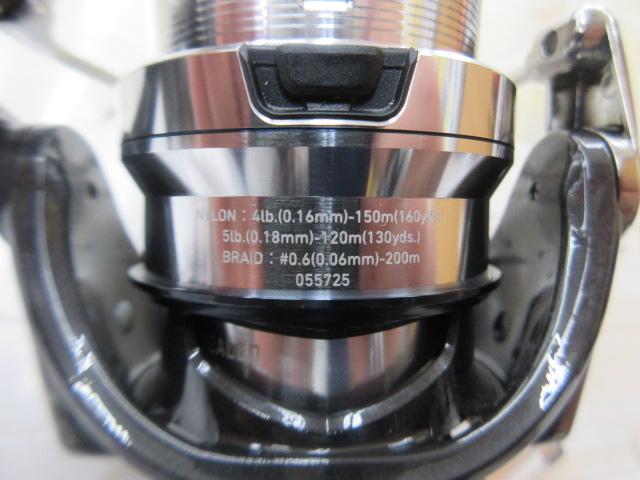 NYLON : 4lb.(0.16mm)-150m(160yds.)
5lb.(0.18mm)-120m(130yds.)
BRAID : #0.6(0.06mm)-200m
055725